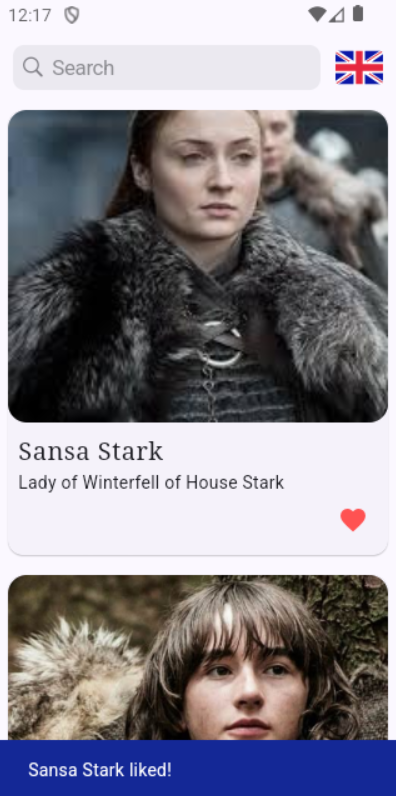 12:17
Search
Sansa Stark
Lady of Winterfell of House Stark
Sansa Stark liked!